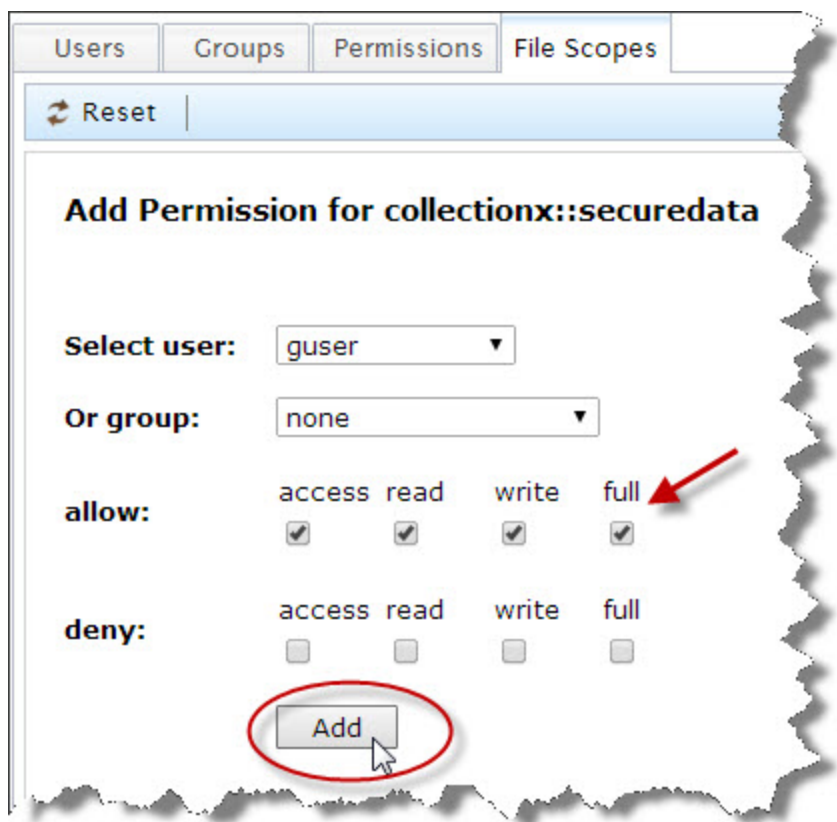 Users Groups Permissions File Scopes
Reset
Add Permission for collectionx::securedata
Select user: guser
Or group: none
access read write full
allow:
access read write full
deny:
Add